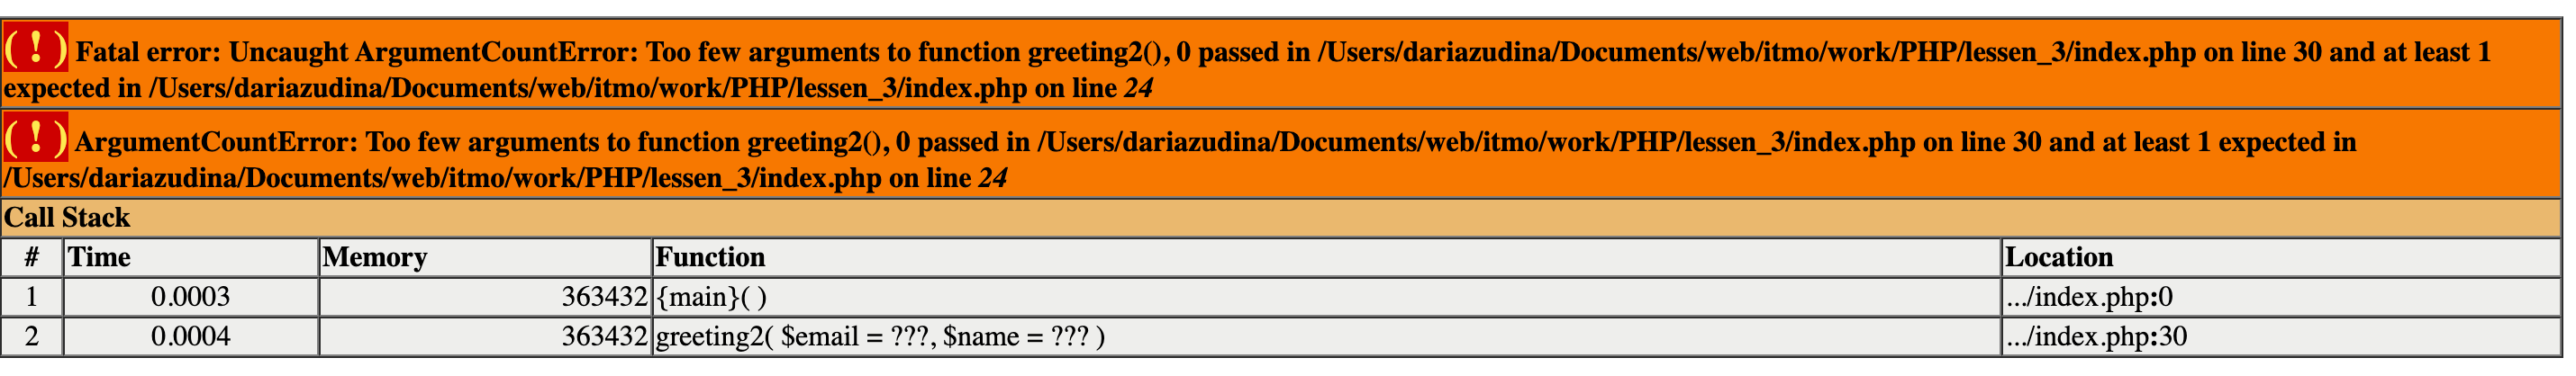 ( ! ) Fatal error: Uncaught ArgumentCountError: Too few arguments to function greeting2(), 0 passed in /Users/dariazudina/Documents/web/itmo/work/PHP/lessen_3/index.php on line 30 and at least 1
expected in /Users/dariazudina/Documents/web/itmo/work/PHP/lessen_3/index.php on line 24
( ! ) ArgumentCountError: Too few arguments to function greeting2(), 0 passed in /Users/dariazudina/Documents/web/itmo/work/PHP/lessen_3/index.php on line 30 and at least 1 expected in
/Users/dariazudina/Documents/web/itmo/work/PHP/lessen_3/index.php on line 24
Call Stack
# Time Memory Function Location
1 0.0003 363432 {main}( ) .../index.php:0
2 0.0004 363432 greeting2( $email = ???, $name = ??? ) .../index.php:30